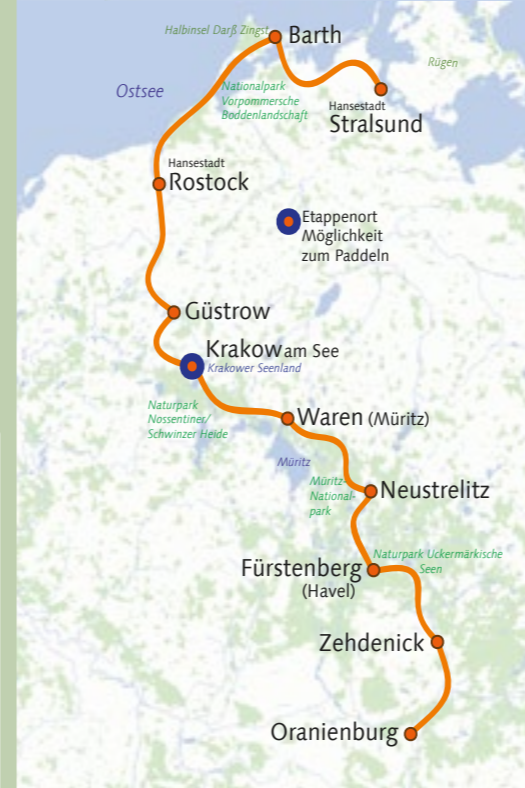 Halbinsel Darß Zingst
Barth
Rügen
Ostsee
Nationalpark
Vorpommersche
Boddenlandschaft
Hansestadt
Stralsund
Hansestadt
Rostock
Etappenort
Möglichkeit
zum Paddeln
Güstrow
Krakow am See
Krakower Seenland
Naturpark
Nossentiner/
Schwinzer Heide
Waren (Müritz)
Müritz
Müritz-
National-
park
Neustrelitz
Naturpark Uckermärkische
Seen
Fürstenberg
(Havel)
Zehdenick
Oranienburg